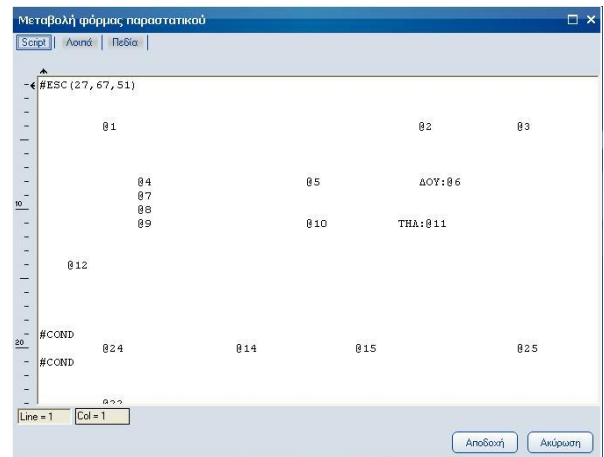 Μεταβολή φόρμας παραστατικού
Script Λοιπά Πεδία
#ESC(27,67,51)
@1 @2 @3
@4 @5 ΔΟΥ:@6
@7
10
@8
@9 @10 ΤΗΛ:@11
@12
#COND
20
@24 @14 @15 @25
#COND
@22
Line = 1 Col = 1
Αποδοχή Ακύρωση